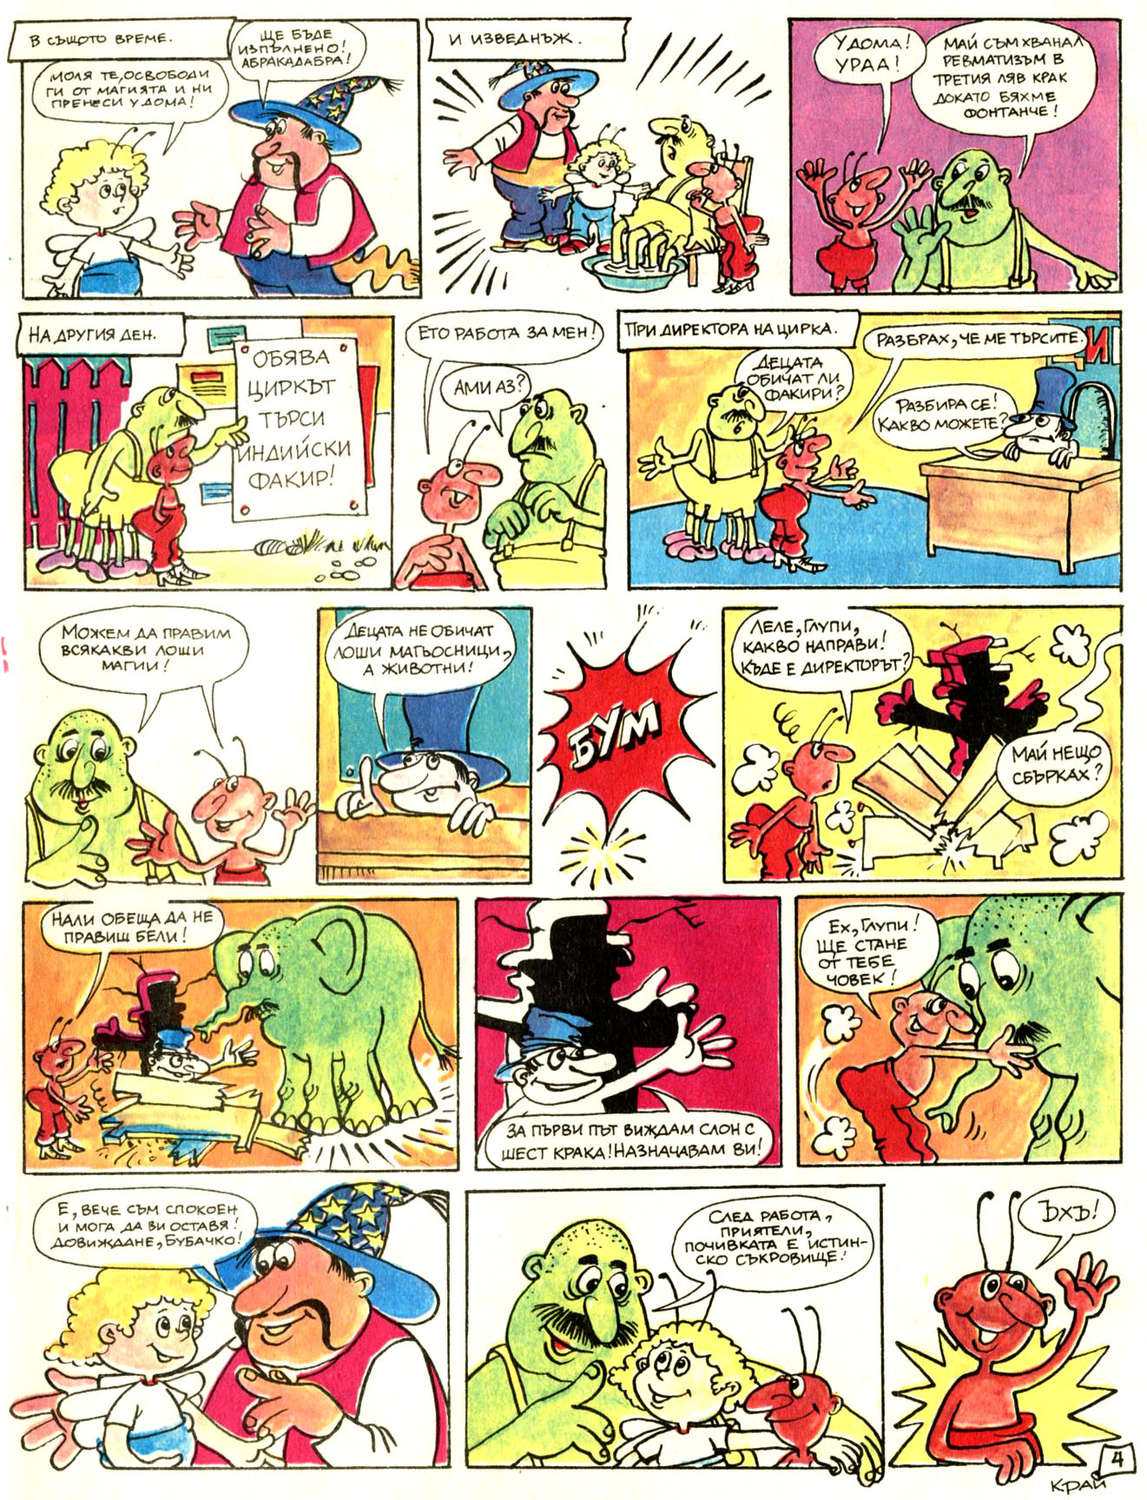 В СЪЩОТО ВРЕМЕ.
МОЛЯ ТЕ, ОСВОБОДИ
ГИ ОТ МАГИЯТА И НИ
ПРЕНЕСИ У ДОМА!
ЩЕ БЪДЕ
ИЗПЪЛНЕНО!
АБРАКАДАБРА!
И ИЗВЕДНЪЖ.
У ДОМА!
УРАА!
МАЙ СЪМ ХВАНАЛ
РЕВМАТИЗЪМ В
ТРЕТИЯ ЛЯВ КРАК
ДОКАТО БЯХМЕ
ФОНТАНЧЕ!
НА ДРУГИЯ ДЕН.
ОБЯВА
ЦИРКЪТ
ТЪРСИ
ИНДИЙСКИ
ФАКИР!
ЕТО РАБОТА ЗА МЕН!
АМИ АЗ?
ПРИ ДИРЕКТОРА НА ЦИРКА.
ДЕЦАТА
ОБИЧАТ ЛИ
ФАКИРИ?
РАЗБРАХ, ЧЕ МЕ ТЪРСИТЕ.
РАЗБИРА СЕ!
КАКВО МОЖЕТЕ?
МОЖЕМ ДА ПРАВИМ
ВСЯКАКВИ ЛОШИ
МАГИИ!
ДЕЦАТА НЕ ОБИЧАТ
ЛОШИ МАГЬОСНИЦИ,
А ЖИВОТНИ!
БУМ
ЛЕЛЕ, ГЛУПИ,
КАКВО НАПРАВИ!
КЪДЕ Е ДИРЕКТОРЪТ?
МАЙ НЕЩО
СБЪРКАХ?
НАЛИ ОБЕЩА ДА НЕ
ПРАВИШ БЕЛИ!
ЗА ПЪРВИ ПЪТ ВИЖДАМ СЛОН С
ШЕСТ КРАКА! НАЗНАЧАВАМ ВИ!
ЕХ, ГЛУПИ!
ЩЕ СТАНЕ
ОТ ТЕБЕ
ЧОВЕК!
Е, ВЕЧЕ СЪМ СПОКОЕН
И МОГА ДА ВИ ОСТАВЯ!
ДОВИЖДАНЕ, БУБАЧКО!
СЛЕД РАБОТА,
ПРИЯТЕЛИ,
ПОЧИВКАТА Е ИСТИН-
СКО СЪКРОВИЩЕ!
ЪХЪ!
4
КРАЙ